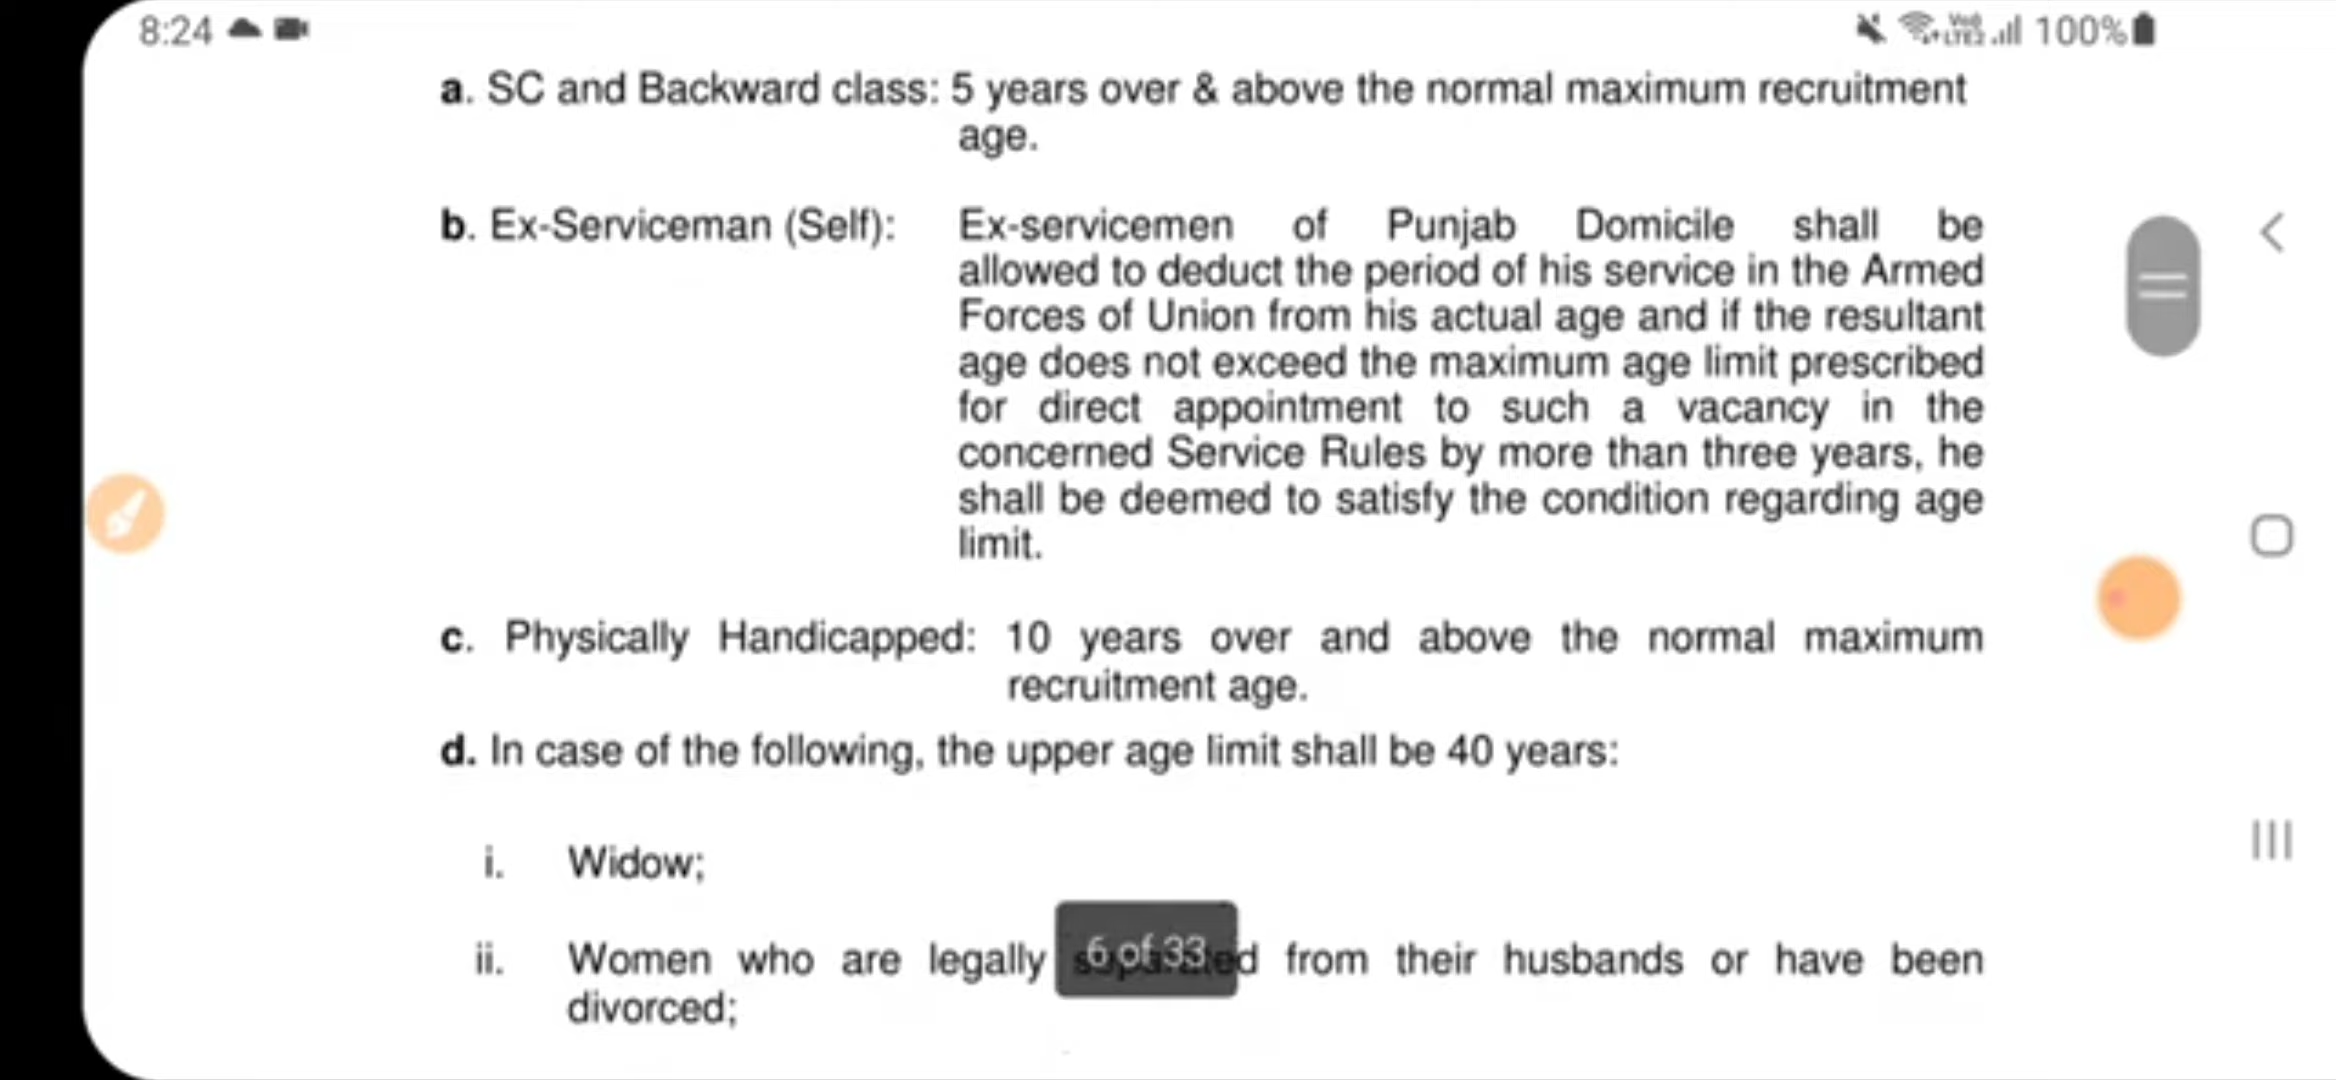 8:24
100%
a. SC and Backward class: 5 years over & above the normal maximum recruitment
age.
b. Ex-Serviceman (Self): Ex-servicemen of Punjab Domicile shall be
allowed to deduct the period of his service in the Armed
Forces of Union from his actual age and if the resultant
age does not exceed the maximum age limit prescribed
for direct appointment to such a vacancy in the
concerned Service Rules by more than three years, he
shall be deemed to satisfy the condition regarding age
limit.
c. Physically Handicapped: 10 years over and above the normal maximum
recruitment age.
d. In case of the following, the upper age limit shall be 40 years:
i. Widow;
ii. Women who are legally from their husbands or have been
6 of 33
divorced;